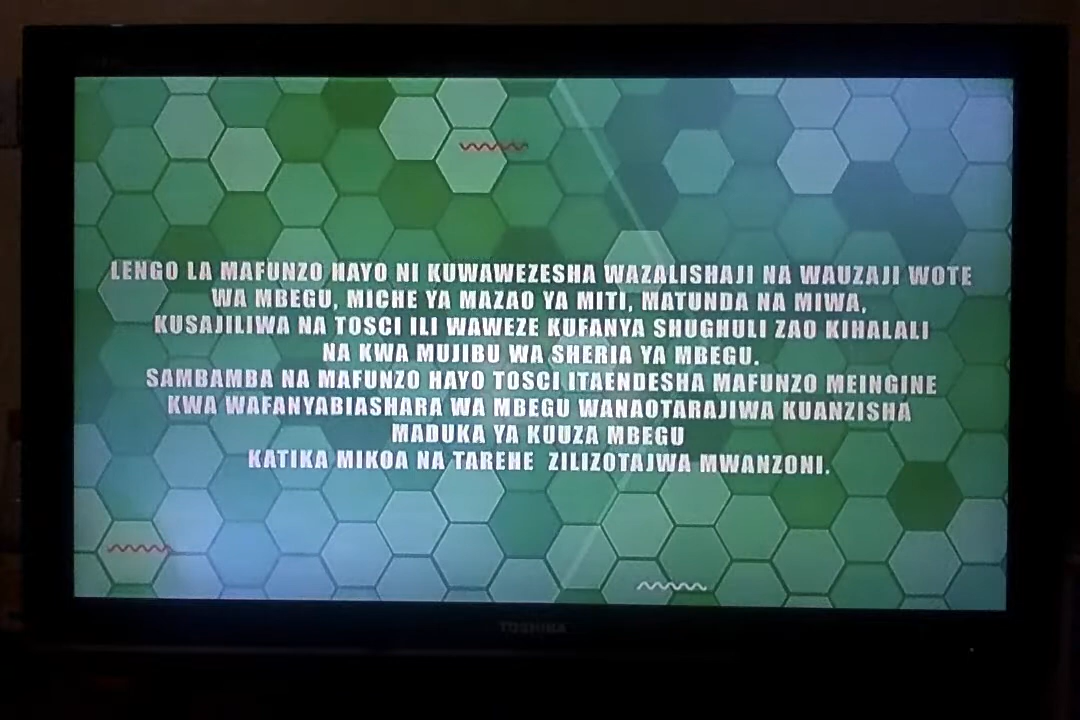 LENGO LA MAFUNZO HAYO NI KUWAWEZESHA WAZALISHAJI NA WAUZAJI WOTE
WA MBEGU, MICHE YA MAZAO YA MITI, MATUNDA NA MIWA,
KUSAJILIWA NA TOSCI ILI WAWEZE KUFANYA SHUGHULI ZAO KIHALALI
NA KWA MUJIBU WA SHERIA YA MBEGU.
SAMBAMBA NA MAFUNZO HAYO TOSCI ITAENDESHA MAFUNZO MEINGINE
KWA WAFANYABIASHARA WA MBEGU WANAOTARAJIWA KUANZISHA
MADUKA YA KUUZA MBEGU
KATIKA MIKOA NA TAREHE ZILIZOTAJWA MWANZONI.
TOSHIBA